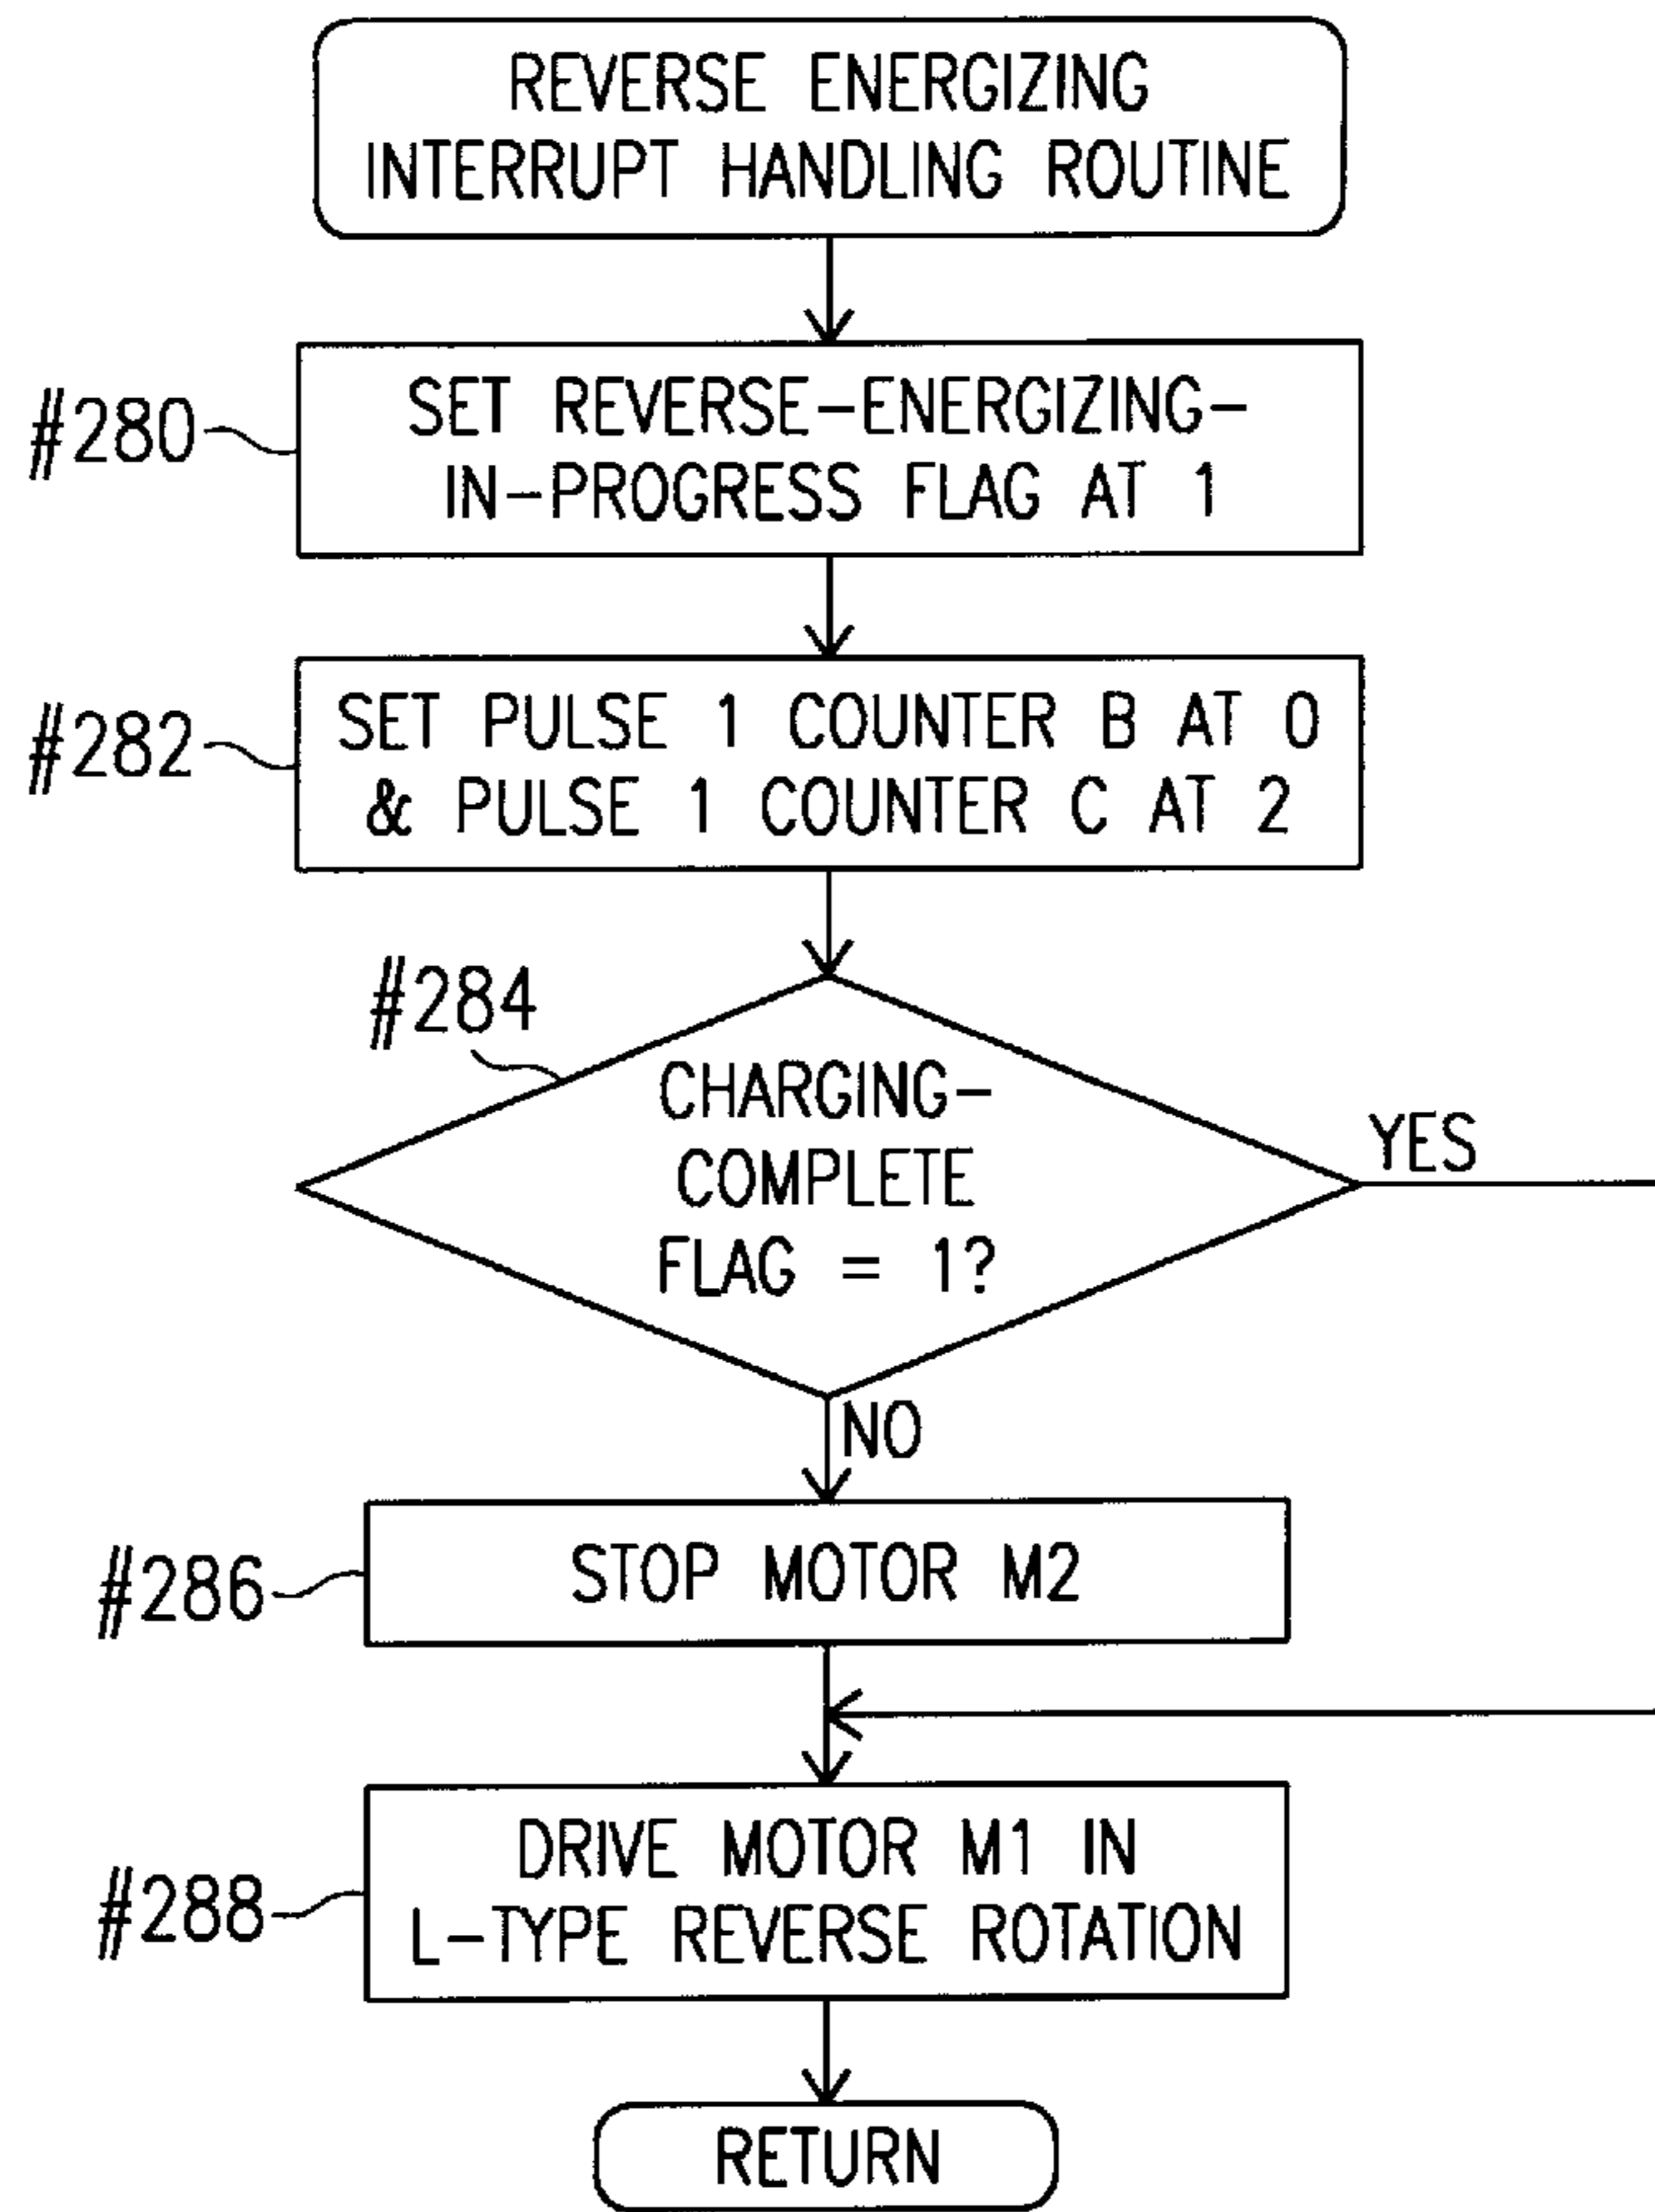 REVERSE ENERGIZING
INTERRUPT HANDLING ROUTINE
#280
SET REVERSE-ENERGIZING-
IN-PROGRESS FLAG AT 1
#282
SET PULSE 1 COUNTER B AT 0
& PULSE 1 COUNTER C AT 2
#284
CHARGING-
COMPLETE
FLAG = 1?
YES
NO
#286
STOP MOTOR M2
#288
DRIVE MOTOR M1 IN
L-TYPE REVERSE ROTATION
RETURN